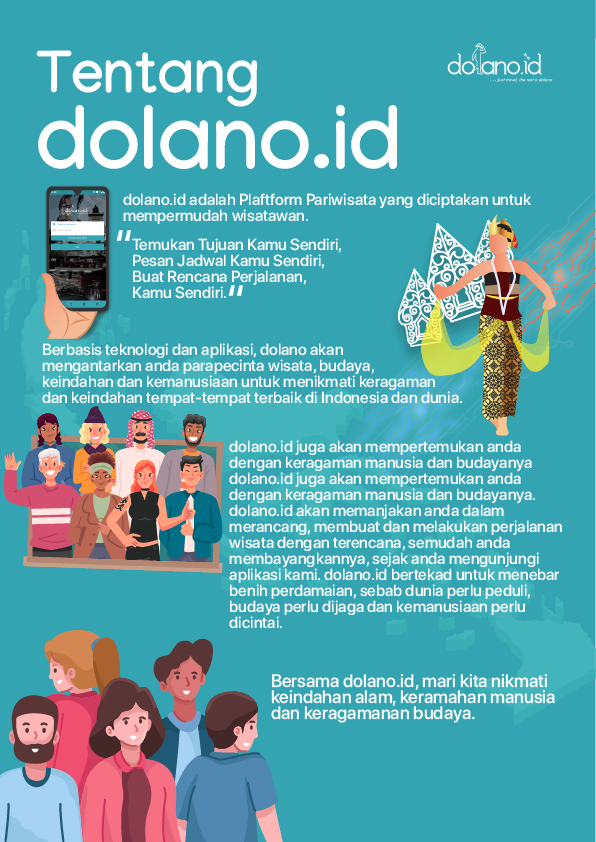 Tentang
dolano.id
dolano.id
... just travel, the rest is dolano
dolano.id adalah Plaftform Pariwisata yang diciptakan untuk
mempermudah wisatawan.
“Temukan Tujuan Kamu Sendiri,
Pesan Jadwal Kamu Sendiri,
Buat Rencana Perjalanan,
Kamu Sendiri.“
Berbasis teknologi dan aplikasi, dolano akan
mengantarkan anda parapecinta wisata, budaya,
keindahan dan kemanusiaan untuk menikmati keragaman
dan keindahan tempat-tempat terbaik di Indonesia dan dunia.
dolano.id juga akan mempertemukan anda
dengan keragaman manusia dan budayanya
dolano.id juga akan mempertemukan anda
dengan keragaman manusia dan budayanya.
dolano.id akan memanjakan anda dalam
merancang, membuat dan melakukan perjalanan
wisata dengan terencana, semudah anda
membayangkannya, sejak anda mengunjungi
aplikasi kami. dolano.id bertekad untuk menebar
benih perdamaian, sebab dunia perlu peduli,
budaya perlu dijaga dan kemanusiaan perlu
dicintai.
Bersama dolano.id, mari kita nikmati
keindahan alam, keramahan manusia
dan keragamanan budaya.